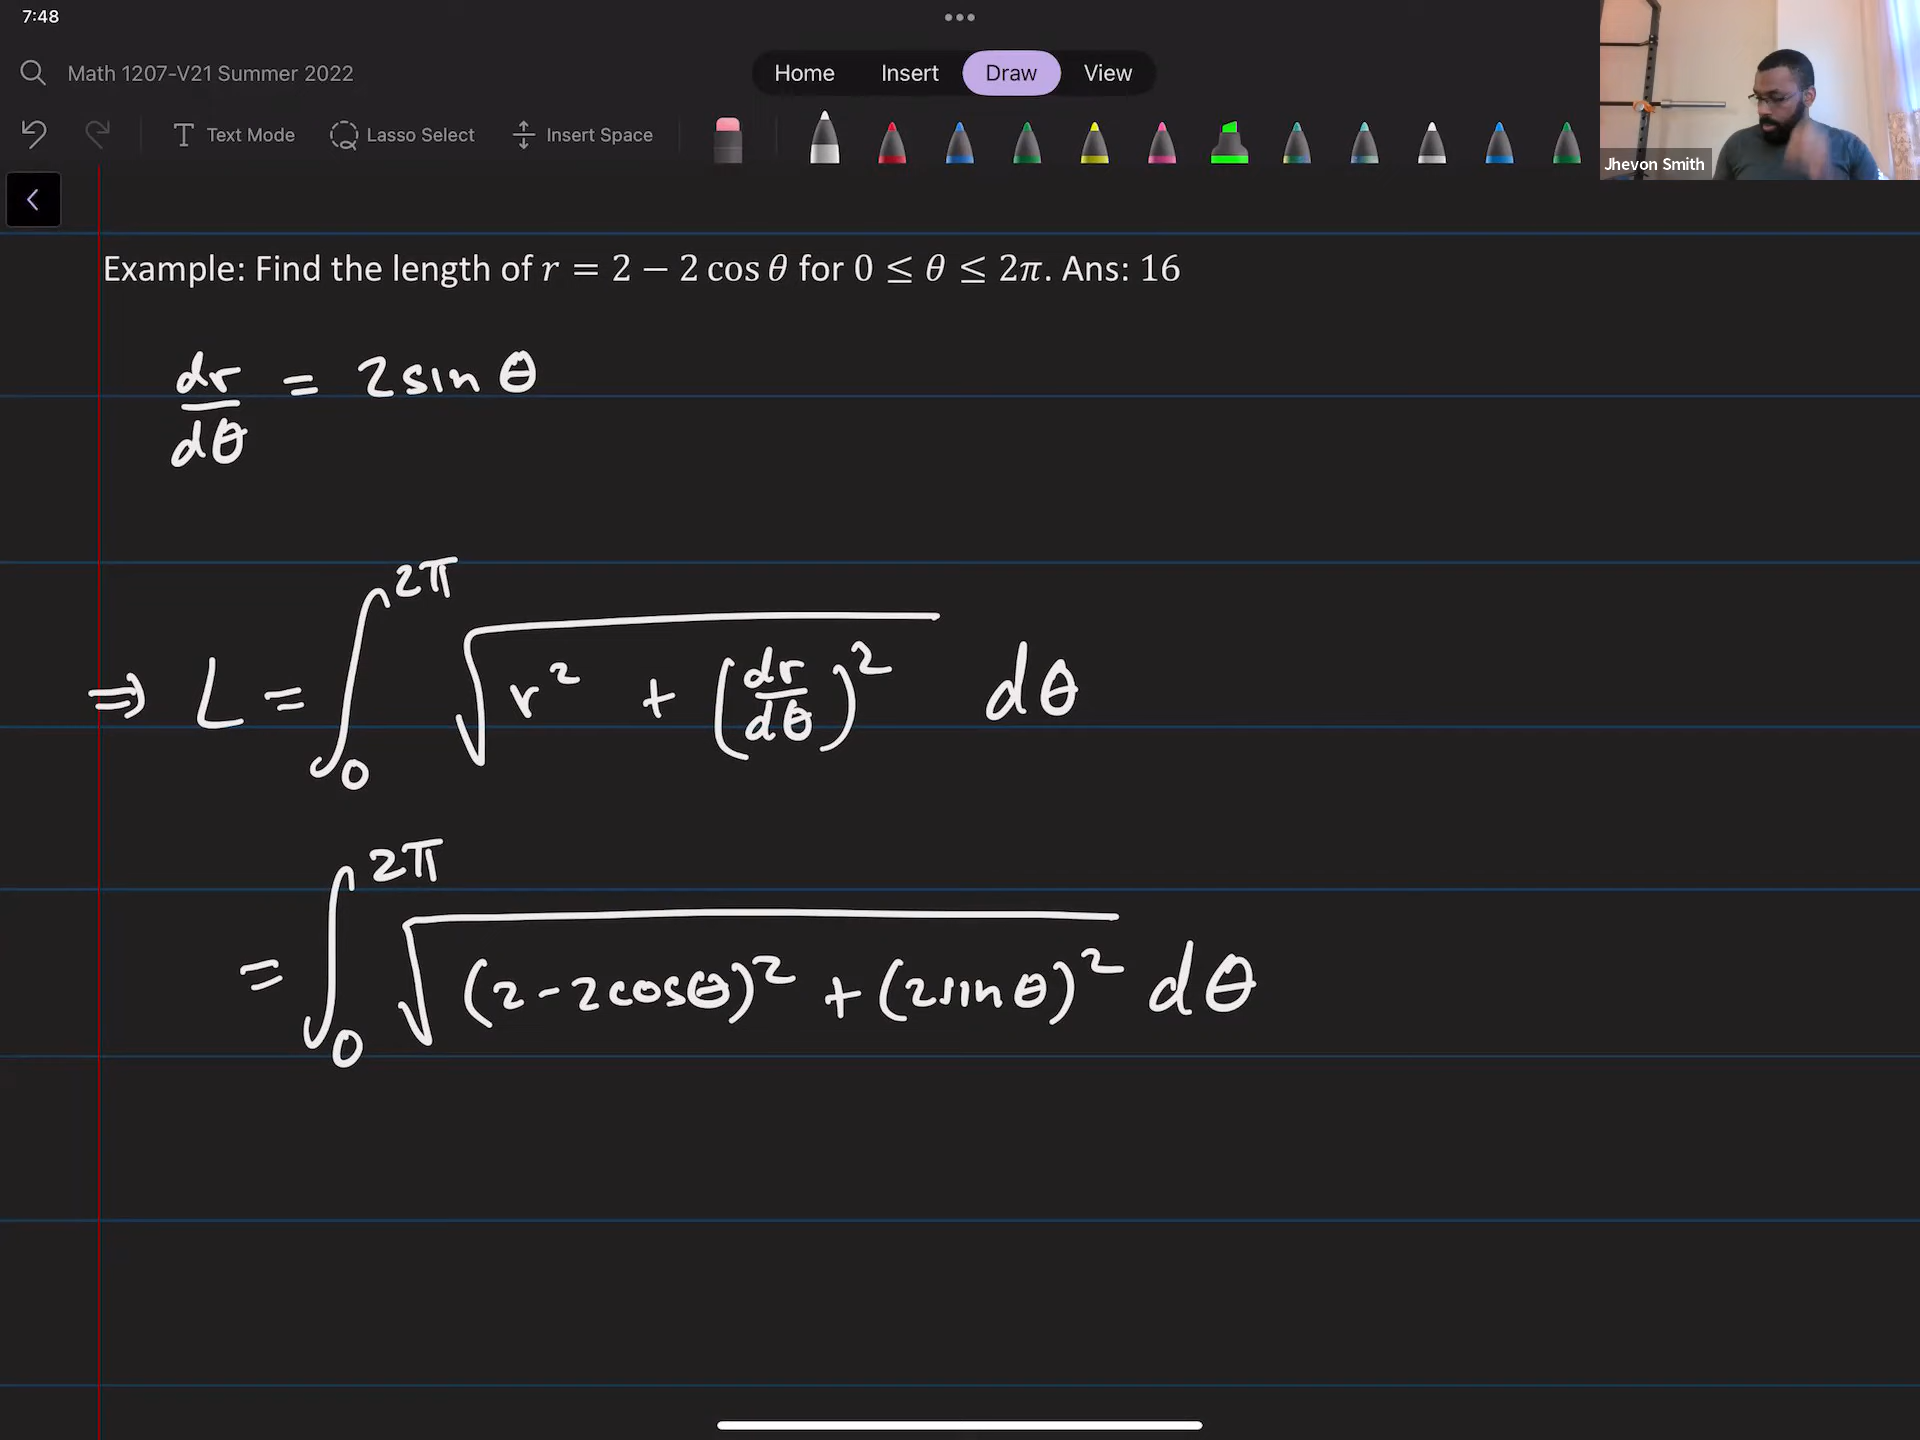 7:48
Math 1207-V21 Summer 2022
Home Insert Draw View
Text Mode Lasso Select Insert Space
Jhevon Smith
Example: Find the length of r = 2 − 2 cos θ for 0 ≤ θ ≤ 2π. Ans: 16
dr/dθ = 2sin θ
⇒ L = ∫₀^2π √(r² + (dr/dθ)²) dθ
= ∫₀^2π √((2-2cosθ)² + (2sinθ)²) dθ